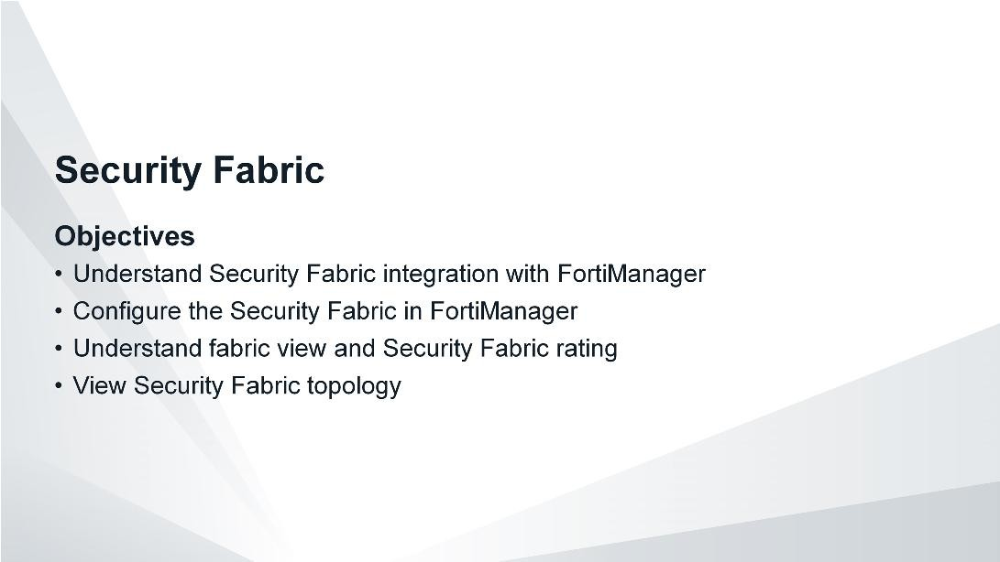 Security Fabric
Objectives
• Understand Security Fabric integration with FortiManager
• Configure the Security Fabric in FortiManager
• Understand fabric view and Security Fabric rating
• View Security Fabric topology